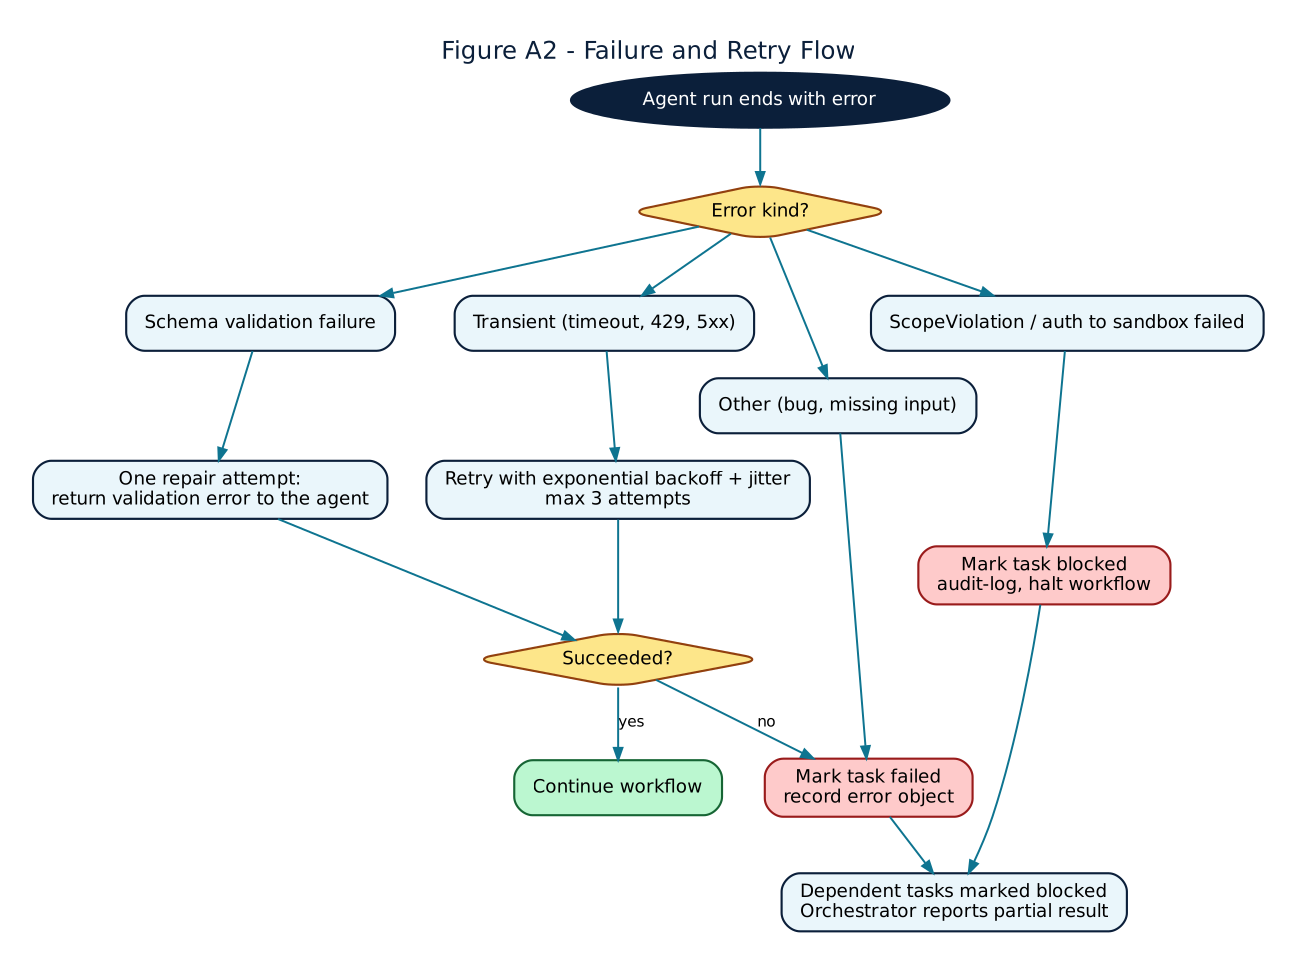 Figure A2 - Failure and Retry Flow
Agent run ends with error
Error kind?
Schema validation failure
Transient (timeout, 429, 5xx)
ScopeViolation / auth to sandbox failed
Other (bug, missing input)
One repair attempt:
return validation error to the agent
Retry with exponential backoff + jitter
max 3 attempts
Mark task blocked
audit-log, halt workflow
Succeeded?
yes
no
Continue workflow
Mark task failed
record error object
Dependent tasks marked blocked
Orchestrator reports partial result